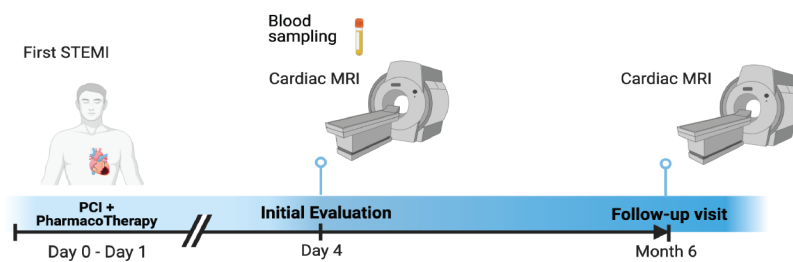 Blood
sampling
First STEMI
Cardiac MRI
Cardiac MRI
PCI +
PharmacoTherapy
Initial Evaluation
Follow-up visit
Day 0 - Day 1
Day 4
Month 6